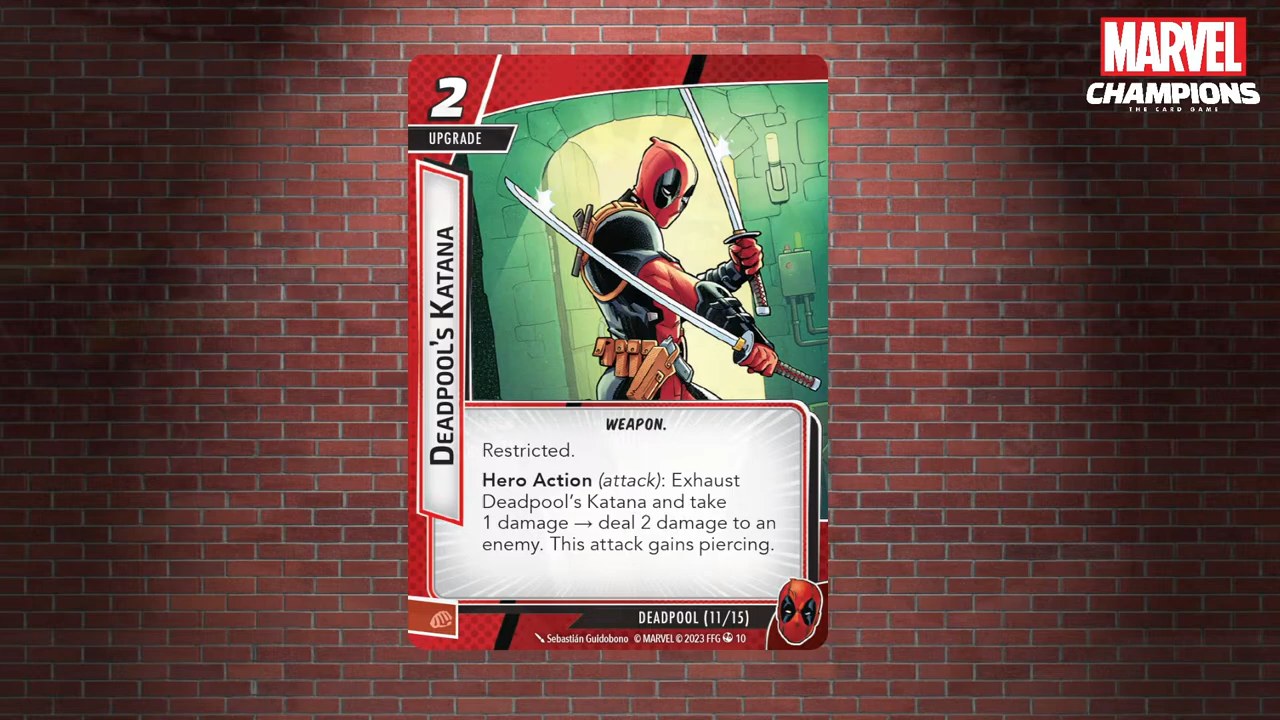 MARVEL
CHAMPIONS
THE CARD GAME
2
UPGRADE
DEADPOOL'S KATANA
WEAPON.
Restricted.
Hero Action (attack): Exhaust
Deadpool's Katana and take
1 damage → deal 2 damage to an
enemy. This attack gains piercing.
DEADPOOL (11/15)
Sebastián Guidobono © MARVEL © 2023 FFG 10